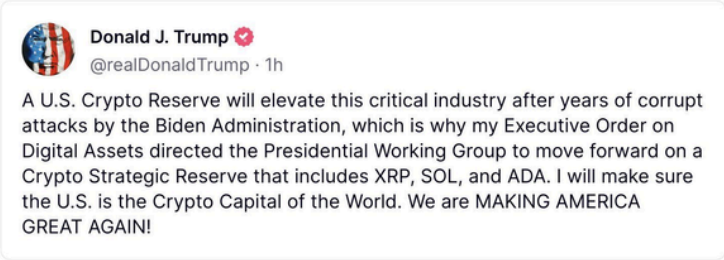 Donald J. Trump
@realDonaldTrump · 1h
A U.S. Crypto Reserve will elevate this critical industry after years of corrupt
attacks by the Biden Administration, which is why my Executive Order on
Digital Assets directed the Presidential Working Group to move forward on a
Crypto Strategic Reserve that includes XRP, SOL, and ADA. I will make sure
the U.S. is the Crypto Capital of the World. We are MAKING AMERICA
GREAT AGAIN!